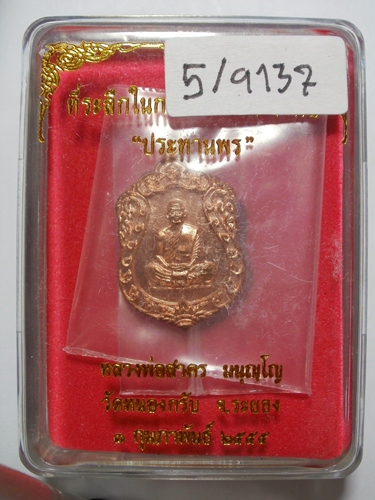 5/9137
ที่ระลึกใน
"ประทานพร"
หลวงพ่อสาคร มนุญฺโญ
วัดหนองกรับ จ.ระยอง
๑ กุมภาพันธ์ ๒๕๕๕